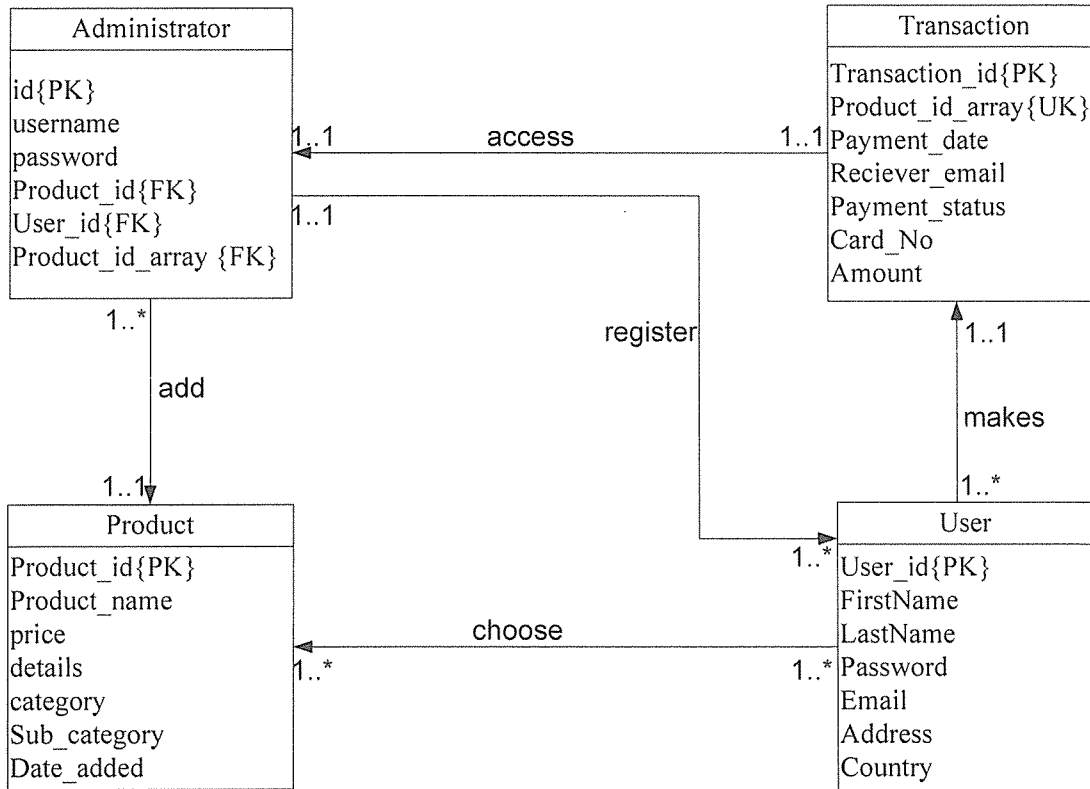 Administrator
id{PK}
username
password
Product_id{FK}
User_id{FK}
Product_id_array {FK}
Transaction
Transaction_id{PK}
Product_id_array{UK}
Payment_date
Reciever_email
Payment_status
Card_No
Amount
1..1
access
1..1
1..1
register
1..*
1..*
add
1..1
1..1
makes
1..*
Product
Product_id{PK}
Product_name
price
details
category
Sub_category
Date_added
choose
1..*
1..*
User
User_id{PK}
FirstName
LastName
Password
Email
Address
Country